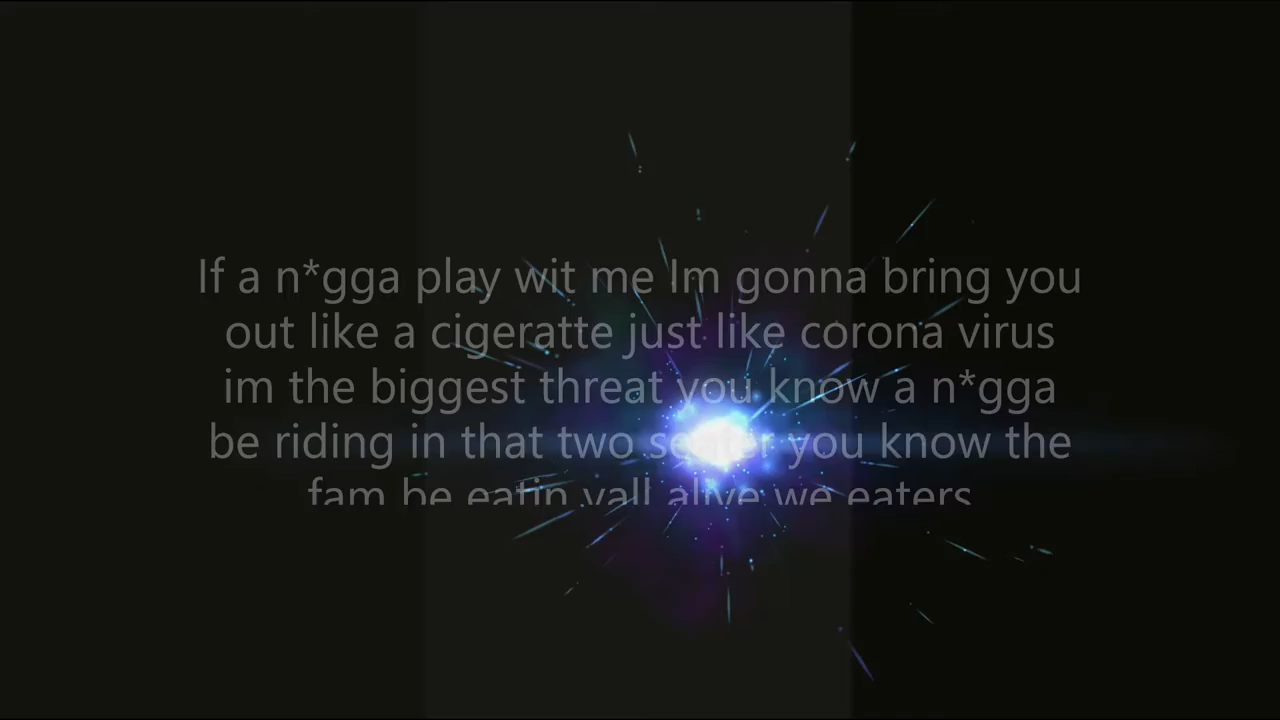 If a n*gga play wit me Im gonna bring you
out like a cigeratte just like corona virus
im the biggest threat you know a n*gga
be riding in that two seater you know the
fam be eatin yall alive we eaters